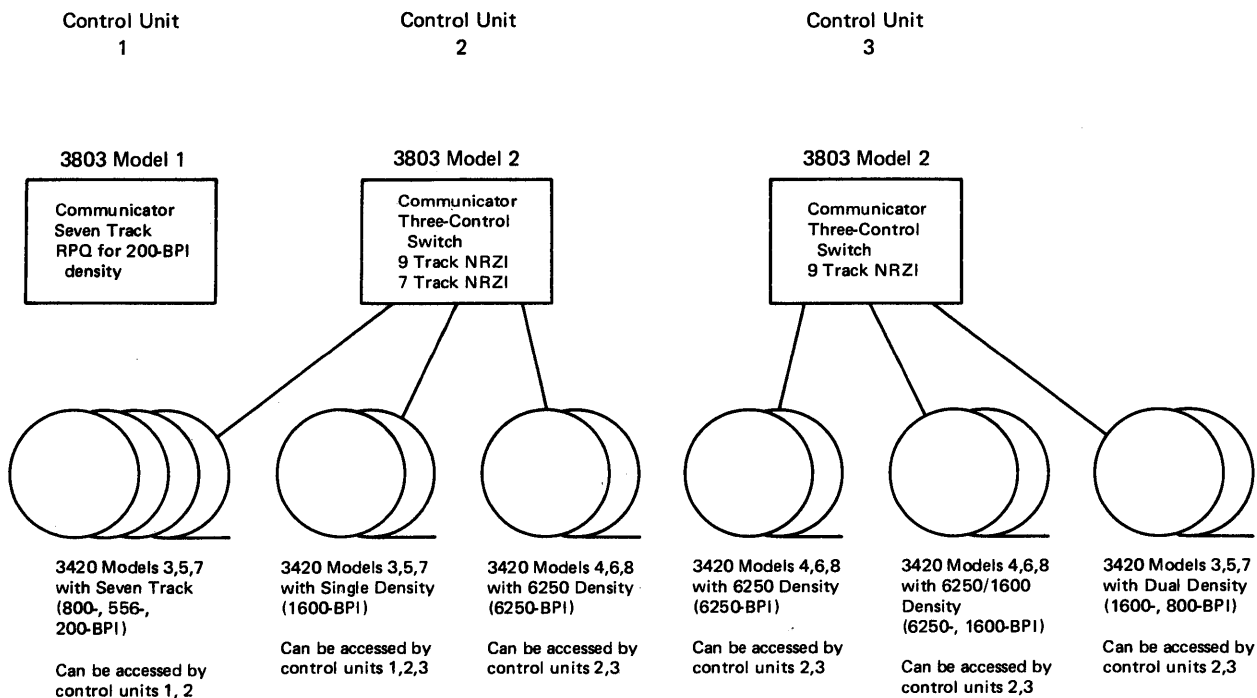 Control Unit
1
Control Unit
2
Control Unit
3
3803 Model 1
3803 Model 2
3803 Model 2
Communicator
Seven Track
RPQ for 200-BPI
density
Communicator
Three-Control
Switch
9 Track NRZI
7 Track NRZI
Communicator
Three-Control
Switch
9 Track NRZI
3420 Models 3,5,7
with Seven Track
(800-, 556-,
200-BPI)
Can be accessed by
control units 1, 2
3420 Models 3,5,7
with Single Density
(1600-BPI)
Can be accessed by
control units 1,2,3
3420 Models 4,6,8
with 6250 Density
(6250-BPI)
Can be accessed by
control units 2,3
3420 Models 4,6,8
with 6250 Density
(6250-BPI)
Can be accessed by
control units 2,3
3420 Models 4,6,8
with 6250/1600
Density
(6250-, 1600-BPI)
Can be accessed by
control units 2,3
3420 Models 3,5,7
with Dual Density
(1600-, 800-BPI)
Can be accessed by
control units 2,3